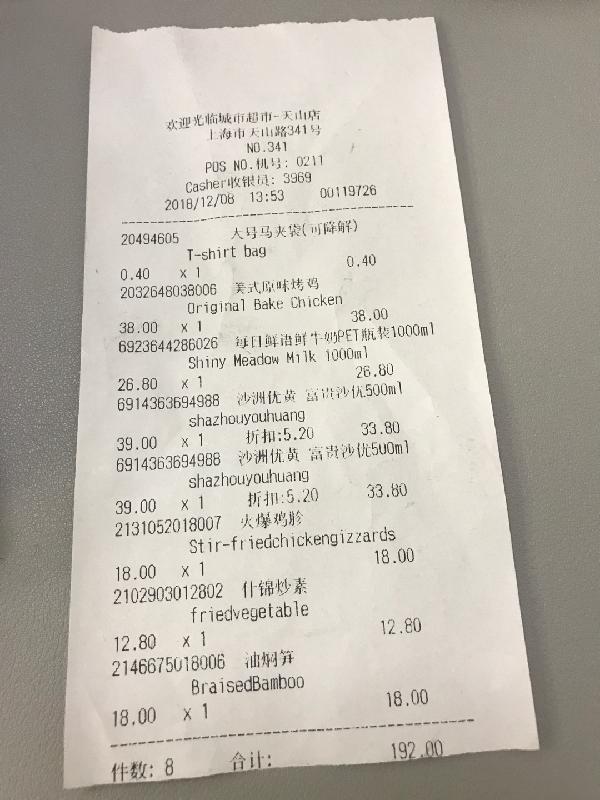 欢迎光临城市超市-天山店
上海市天山路341号
NO.341
POS NO.机号: 0211
Casher收银员: 3969
2018/12/08 13:53 00119726
20494605 大号马夹袋(可降解)
T-shirt bag
0.40 x 1 0.40
2032648038006 美式原味烤鸡
Original Bake Chicken
38.00 x 1 38.00
6923644286026 每日鲜语鲜牛奶PET瓶装1000ml
Shiny Meadow Milk 1000ml
26.80 x 1 26.80
6914363694988 沙洲优黄 富贵沙优500ml
shazhouyouhuang
39.00 x 1 折扣:5.20 33.80
6914363694988 沙洲优黄 富贵沙优500ml
shazhouyouhuang
39.00 x 1 折扣:5.20 33.80
2131052018007 火爆鸡胗
Stir-friedchickengizzards
18.00 x 1 18.00
2102903012802 什锦炒素
friedvegetable
12.80 x 1 12.80
2146675018006 油焖笋
BraisedBamboo
18.00 x 1 18.00
件数: 8 合计: 192.00